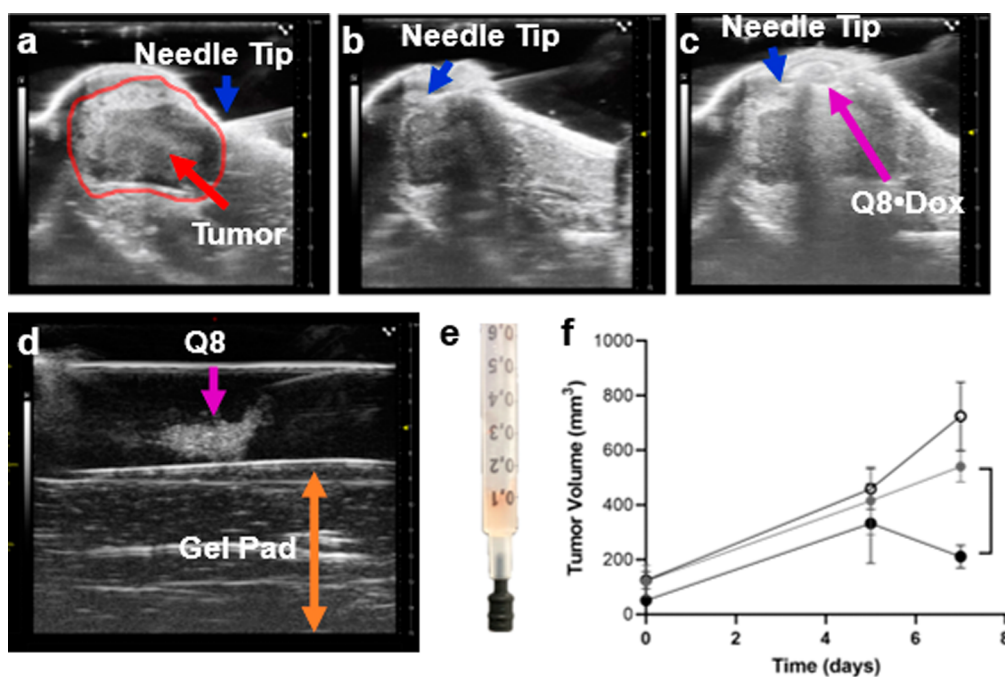 a
Needle Tip
Tumor
b
Needle Tip
c
Needle Tip
Q8•Dox
d
Q8
Gel Pad
e
0,6
0,5
0,4
0,3
0,2
0,1
f
1000
800
600
400
200
0
Tumor Volume (mm³)
0 2 4 6 8
Time (days)